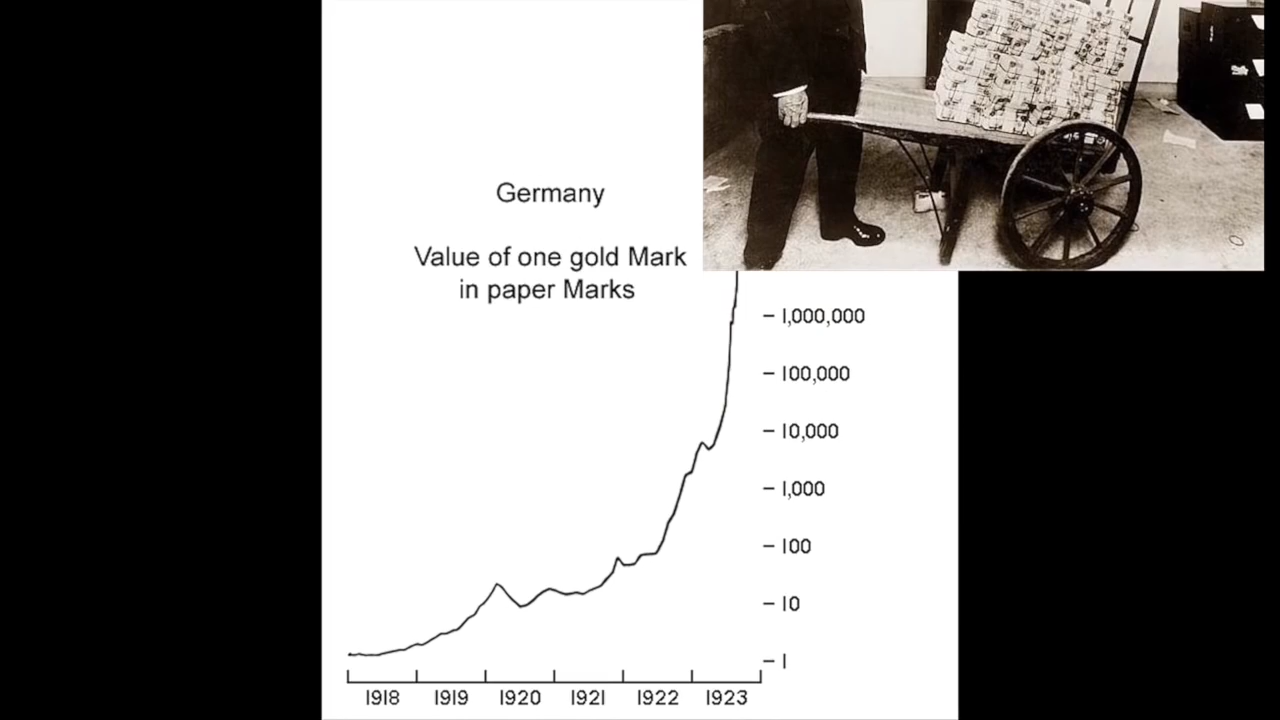 Germany
Value of one gold Mark
in paper Marks
1,000,000
100,000
10,000
1,000
100
10
1
1918 1919 1920 1921 1922 1923